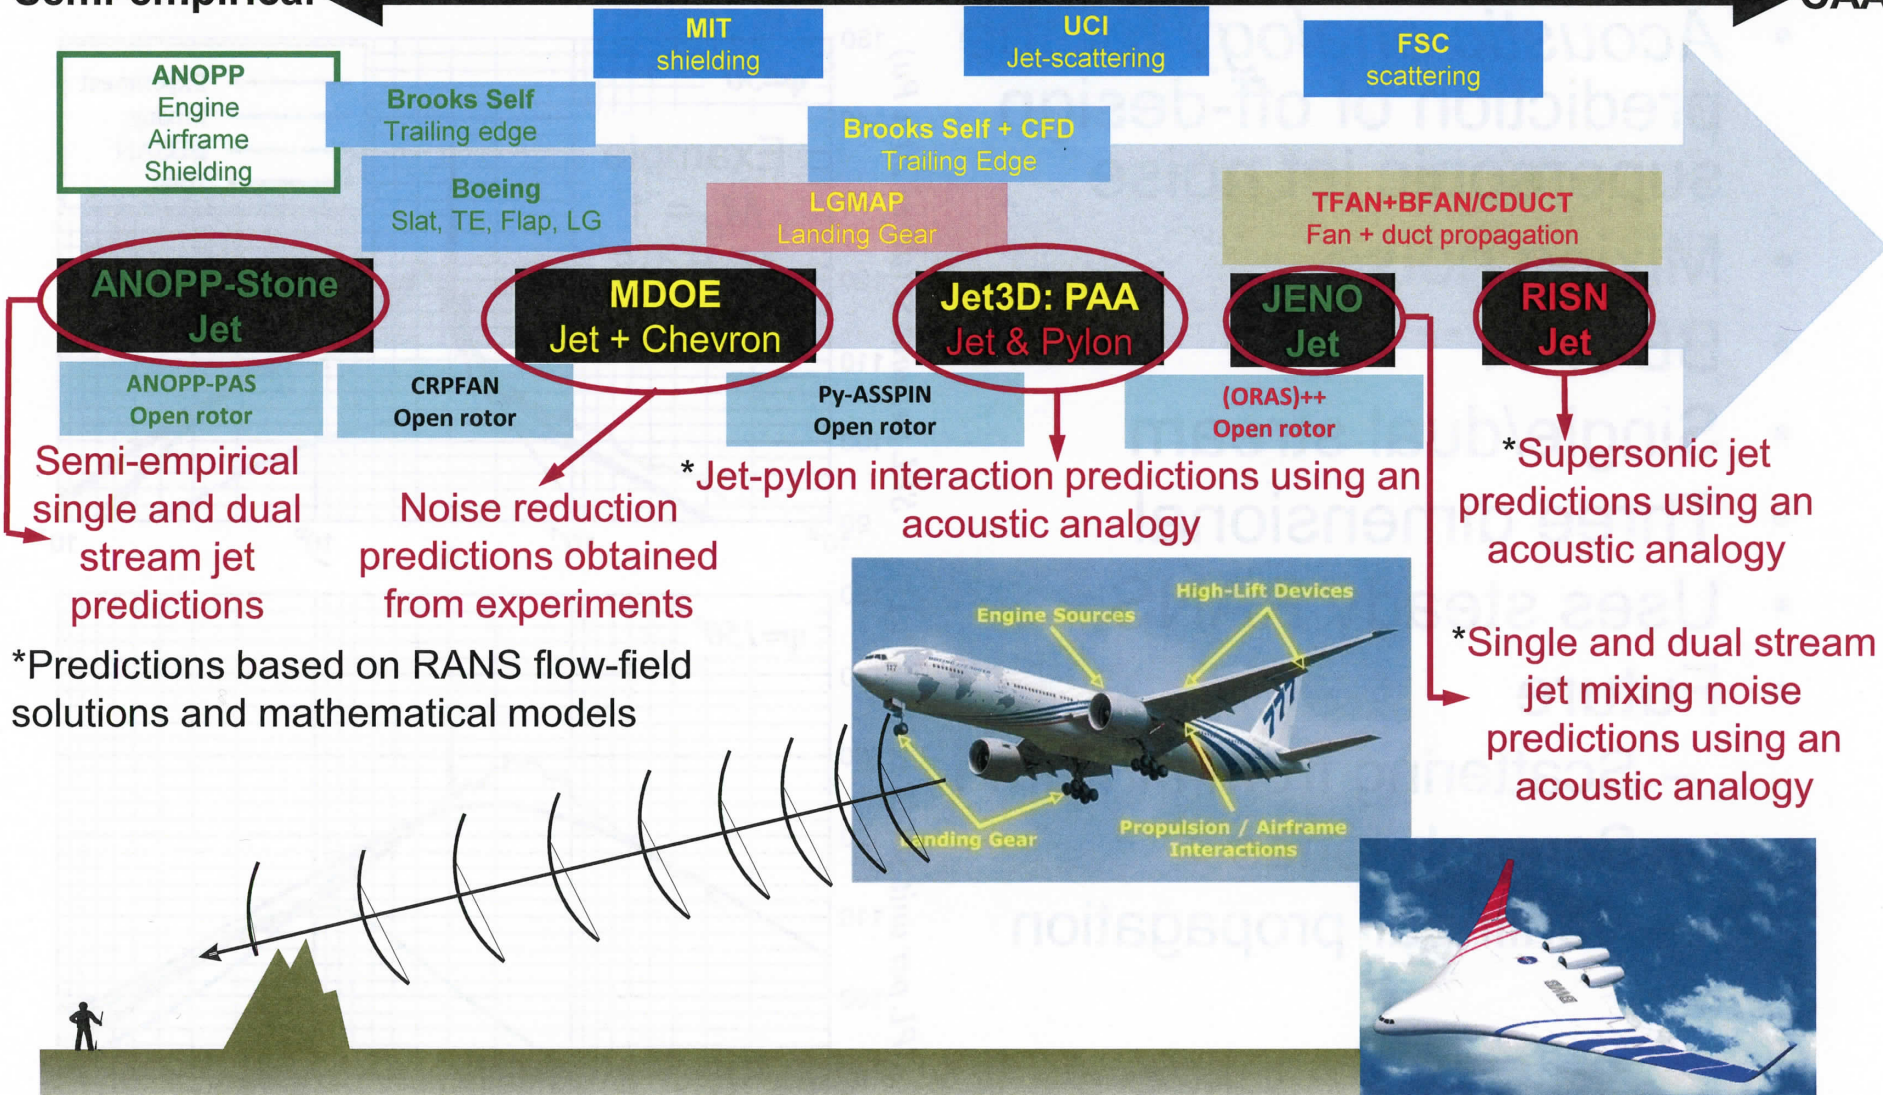 Semi-empirical
CAA
MIT
shielding
UCI
Jet-scattering
FSC
scattering
ANOPP
Engine
Airframe
Shielding
Brooks Self
Trailing edge
Brooks Self + CFD
Trailing Edge
Boeing
Slat, TE, Flap, LG
LGMAP
Landing Gear
TFAN+BFAN/CDUCT
Fan + duct propagation
ANOPP-Stone
Jet
MDOE
Jet + Chevron
Jet3D: PAA
Jet & Pylon
JENO
Jet
RISN
Jet
ANOPP-PAS
Open rotor
CRPFAN
Open rotor
Py-ASSPIN
Open rotor
(ORAS)++
Open rotor
Semi-empirical
single and dual
stream jet
predictions
Noise reduction
predictions obtained
from experiments
*Jet-pylon interaction predictions using an
acoustic analogy
*Supersonic jet
predictions using an
acoustic analogy
*Single and dual stream
jet mixing noise
predictions using an
acoustic analogy
*Predictions based on RANS flow-field
solutions and mathematical models
Engine Sources
High-Lift Devices
Landing Gear
Propulsion / Airframe
Interactions
777